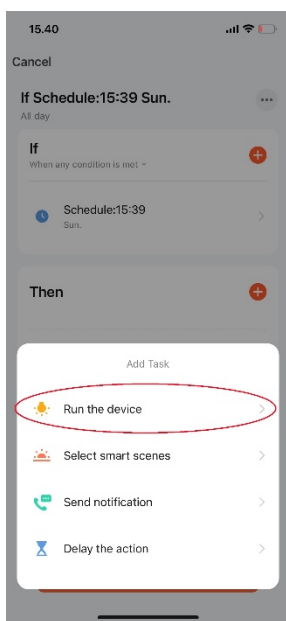 15.40
Cancel
If Schedule:15:39 Sun.
All day
If
When any condition is met
Schedule:15:39
Sun.
Then
Add Task
Run the device
Select smart scenes
Send notification
Delay the action